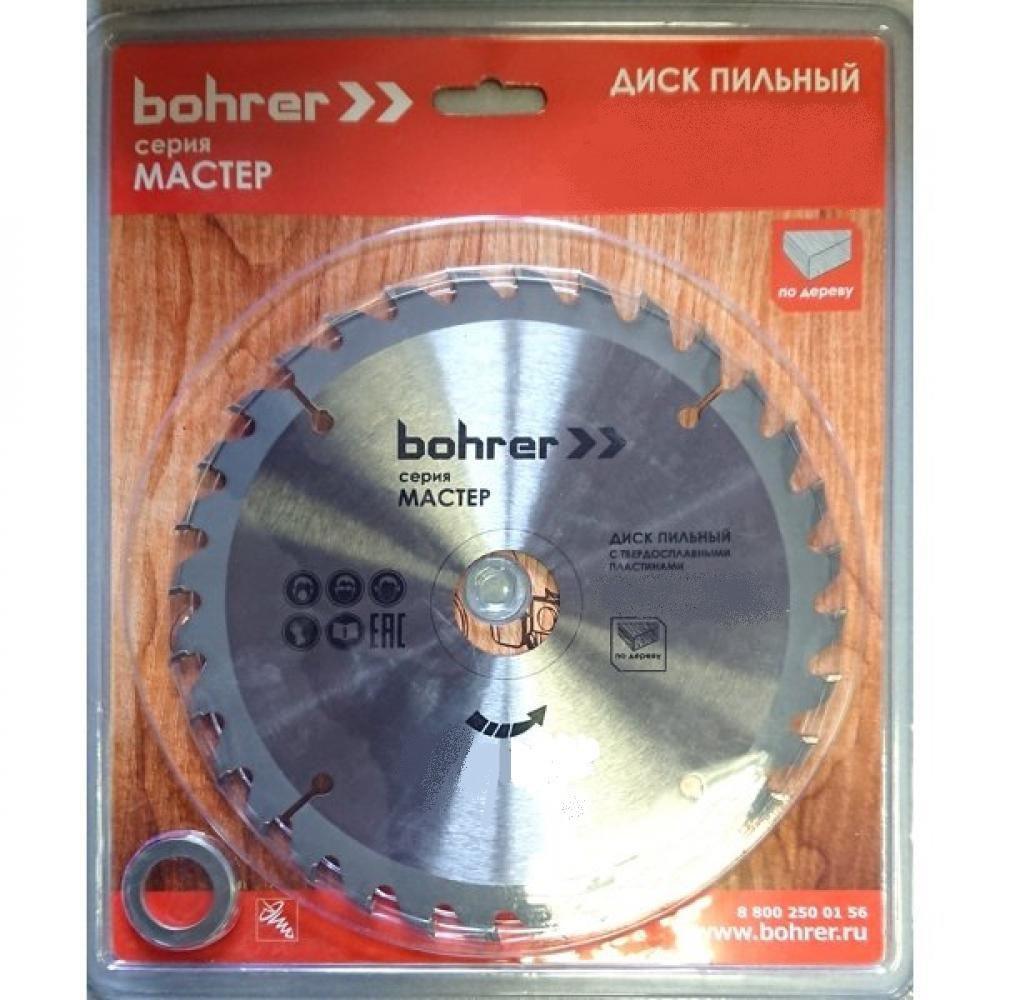 bohrer
серия
МАСТЕР
ДИСК ПИЛЬНЫЙ
по дереву
bohrer
серия
МАСТЕР
ДИСК ПИЛЬНЫЙ
С ТВЕРДОСПЛАВНЫМИ
ПЛАСТИНАМИ
EAC
по дереву
8 800 250 01 56
www.bohrer.ru